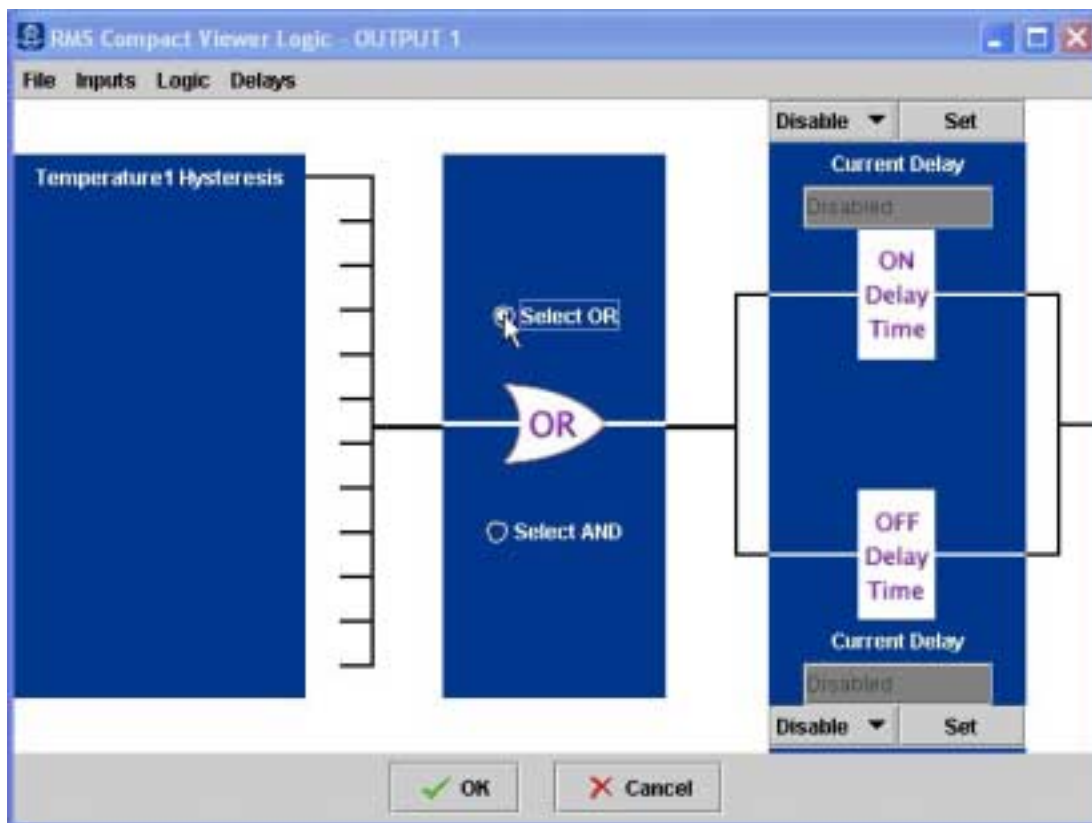 RMS Compact Viewer Logic - OUTPUT 1
File Inputs Logic Delays
Disable Set
Temperature1 Hysteresis
Current Delay
Disabled
ON
Delay
Time
Select OR
OR
Select AND
OFF
Delay
Time
Current Delay
Disabled
Disable Set
OK Cancel